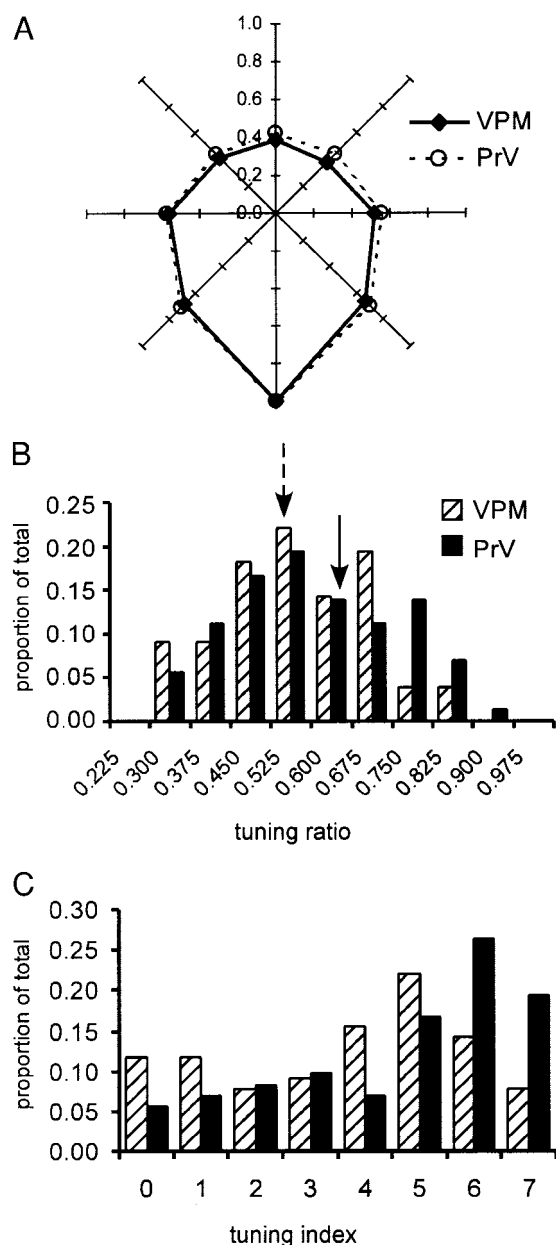 A
1.0
0.8
0.6
0.4
0.2
0.0
VPM
PrV
B
proportion of total
0.25
0.20
0.15
0.10
0.05
0.00
VPM
PrV
0.225 0.300 0.375 0.450 0.525 0.600 0.675 0.750 0.825 0.900 0.975
tuning ratio
C
proportion of total
0.30
0.25
0.20
0.15
0.10
0.05
0.00
0 1 2 3 4 5 6 7
tuning index